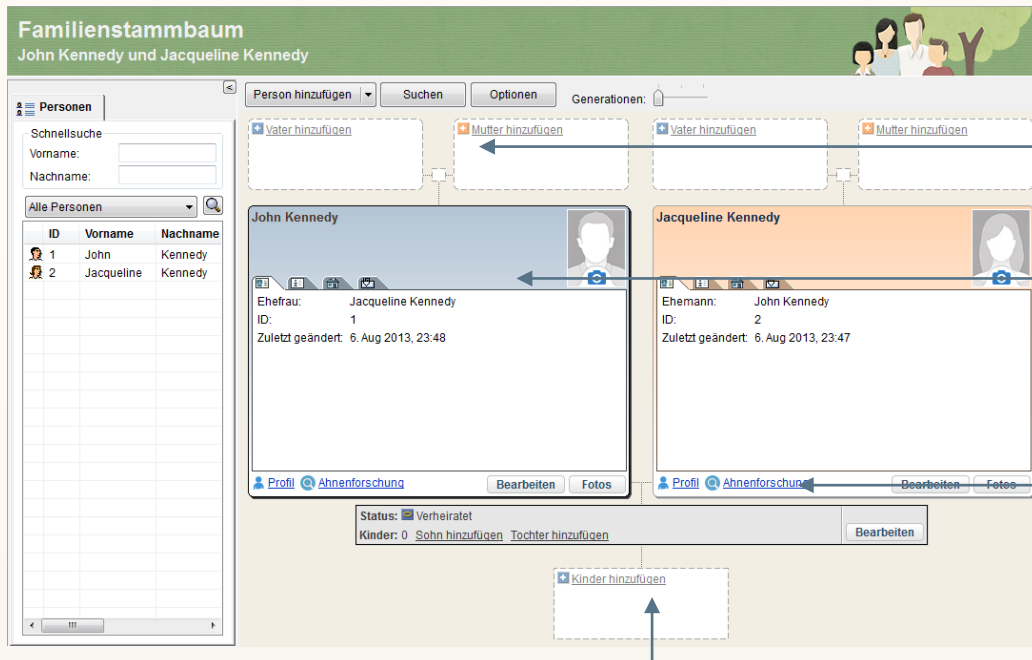 Familienstammbaum
John Kennedy und Jacqueline Kennedy
Personen
<
Schnellsuche
Vorname:
Nachname:
Alle Personen
ID Vorname Nachname
1 John Kennedy
2 Jacqueline Kennedy
Person hinzufügen Suchen Optionen Generationen:
Vater hinzufügen Mutter hinzufügen Vater hinzufügen Mutter hinzufügen
John Kennedy
Ehefrau: Jacqueline Kennedy
ID: 1
Zuletzt geändert: 6. Aug 2013, 23:48
Profil Ahnenforschung Bearbeiten Fotos
Jacqueline Kennedy
Ehemann: John Kennedy
ID: 2
Zuletzt geändert: 6. Aug 2013, 23:47
Profil Ahnenforschung Bearbeiten Fotos
Status: Verheiratet
Kinder: 0 Sohn hinzufügen Tochter hinzufügen
Bearbeiten
Kinder hinzufügen